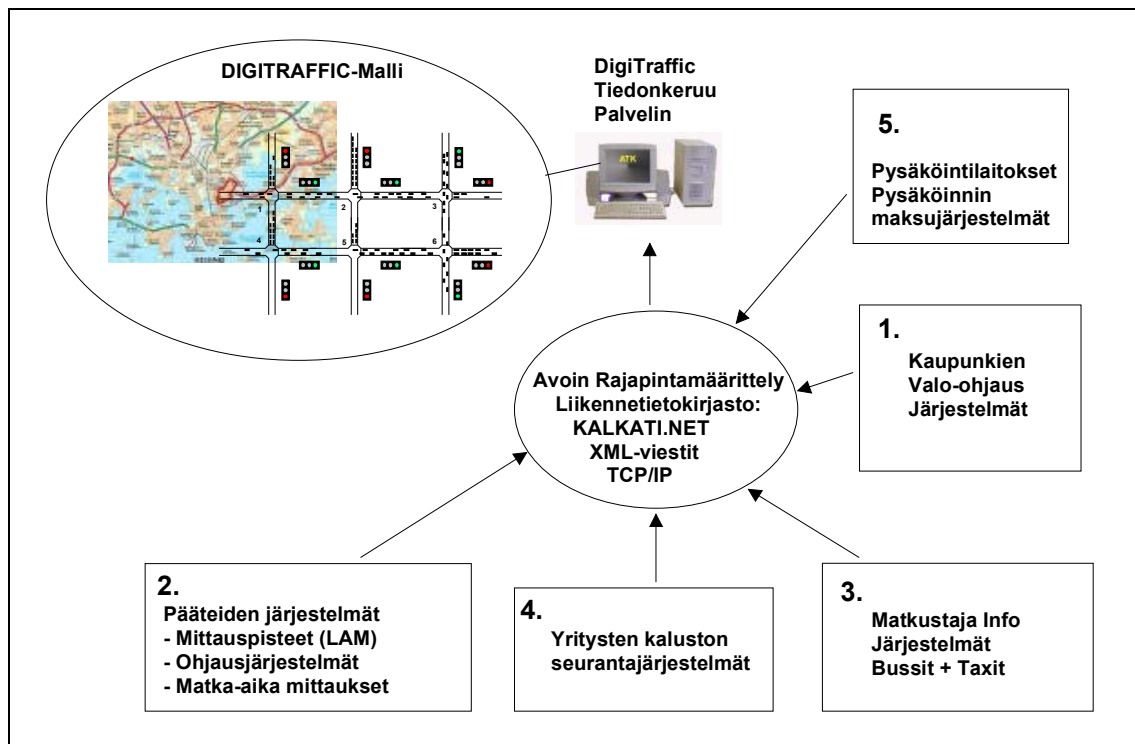 DIGITRAFFIC-Malli
1
2
3
4
5
6
DigiTraffic
Tiedonkeruu
Palvelin
ATK
5.
Pysäköintilaitokset
Pysäköinnin
maksujärjestelmät
1.
Kaupunkien
Valo-ohjaus
Järjestelmät
Avoin Rajapintamäärittely
Liikennetietokirjasto:
KALKATI.NET
XML-viestit
TCP/IP
2.
Pääteiden järjestelmät
- Mittauspisteet (LAM)
- Ohjausjärjestelmät
- Matka-aika mittaukset
4.
Yritysten kaluston
seurantajärjestelmät
3.
Matkustaja Info
Järjestelmät
Bussit + Taxit